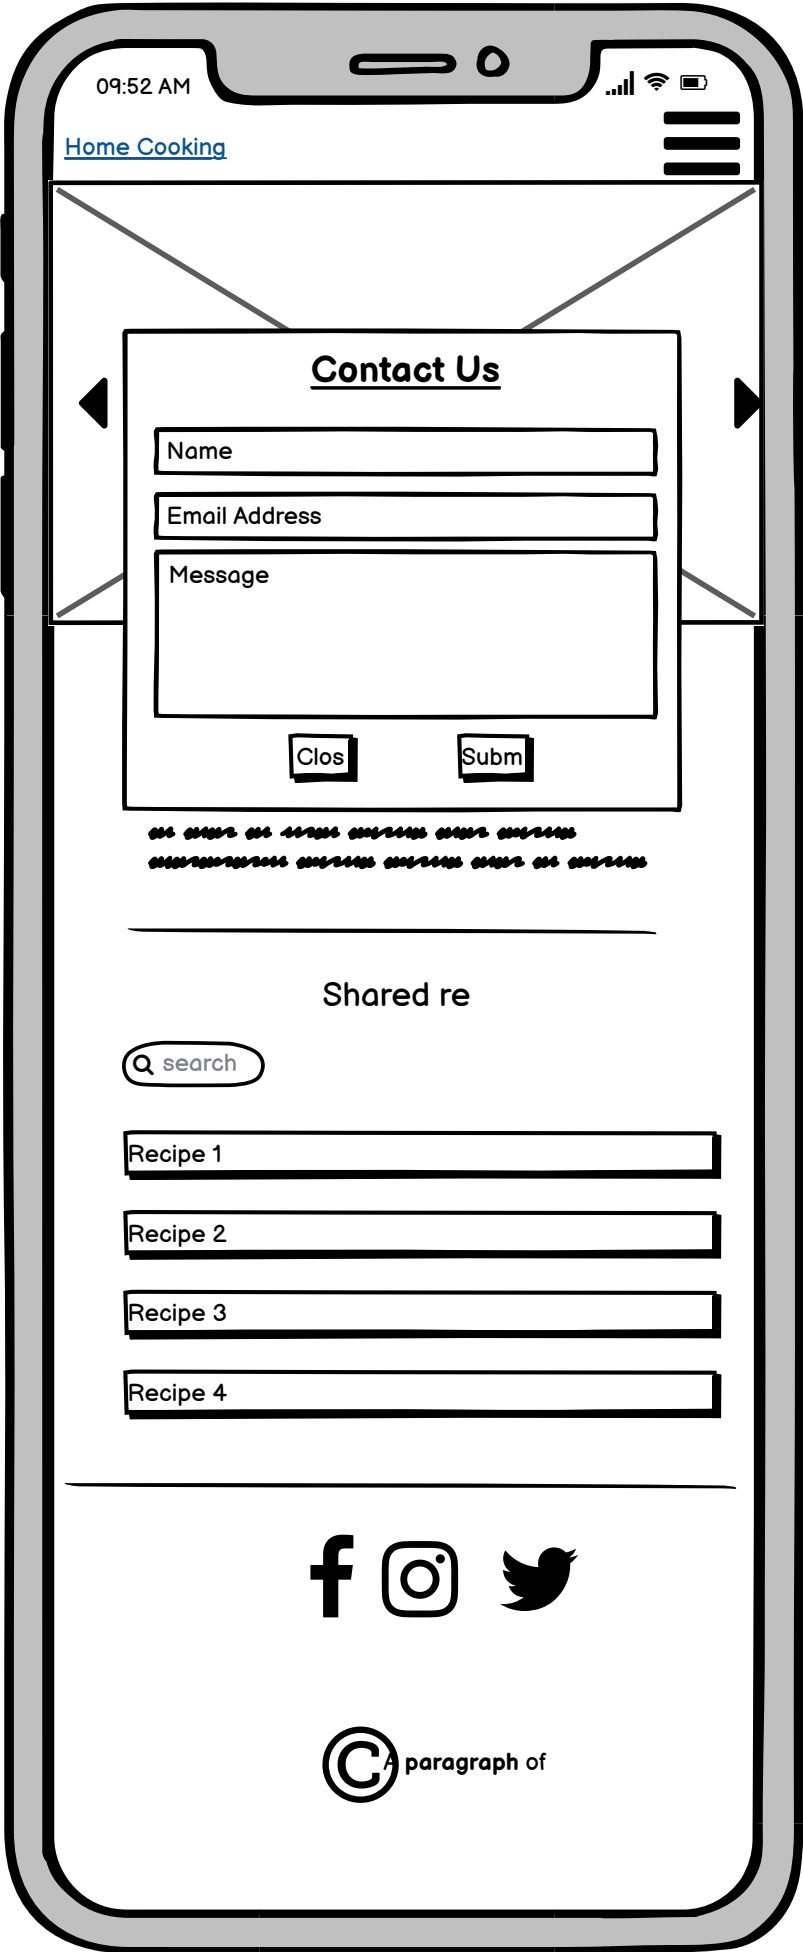 09:52 AM
Home Cooking
Contact Us
Name
Email Address
Message
Clos
Subm
Shared re
search
Recipe 1
Recipe 2
Recipe 3
Recipe 4
© A paragraph of